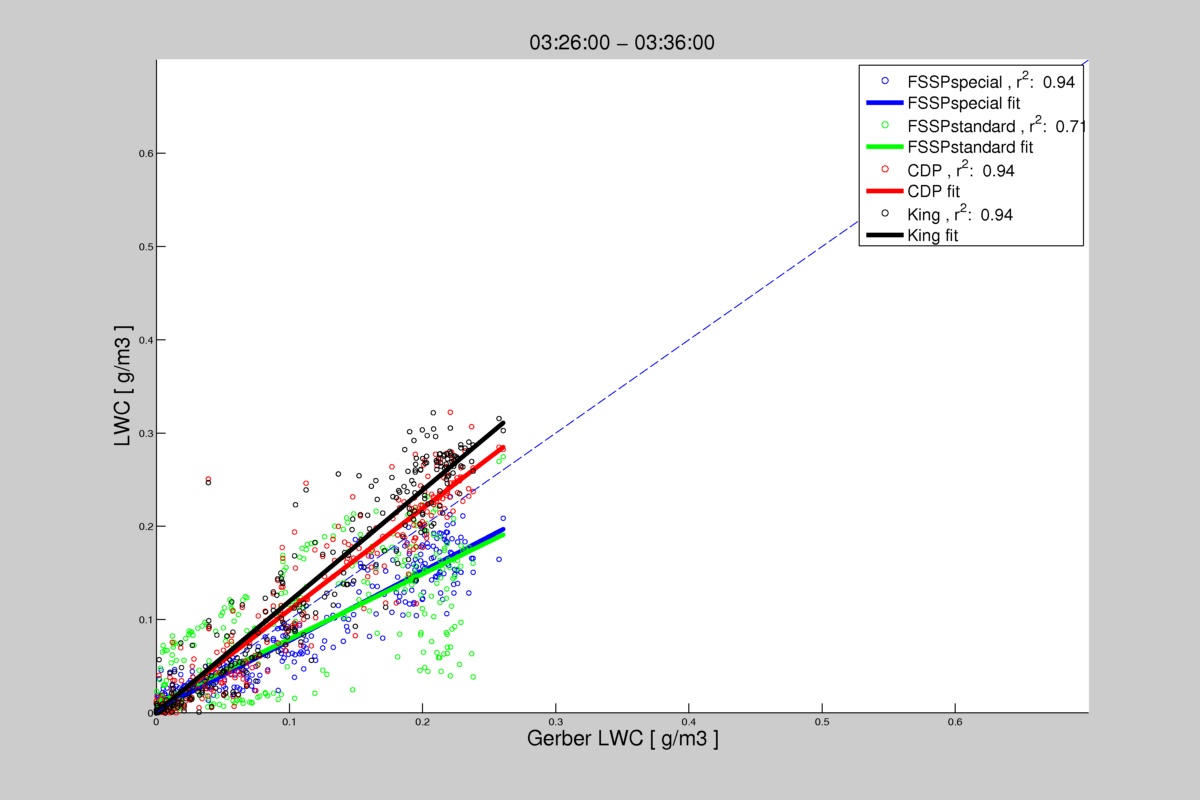 03:26:00 – 03:36:00
FSSPspecial , r²: 0.94
FSSPspecial fit
FSSPstandard , r²: 0.71
FSSPstandard fit
CDP , r²: 0.94
CDP fit
King , r²: 0.94
King fit
LWC [ g/m3 ]
0.6
0.5
0.4
0.3
0.2
0.1
0
0 0.1 0.2 0.3 0.4 0.5 0.6
Gerber LWC [ g/m3 ]